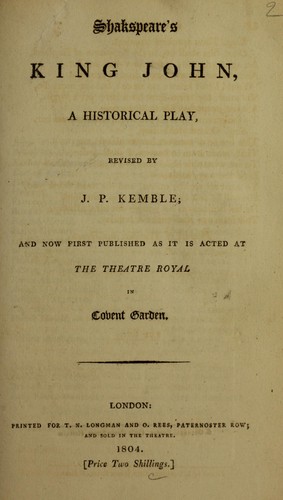 2
Shakspeare's
KING JOHN,
A HISTORICAL PLAY,
REVISED BY
J. P. KEMBLE;
AND NOW FIRST PUBLISHED AS IT IS ACTED AT
THE THEATRE ROYAL
IN
Covent Garden.
LONDON:
PRINTED FOR T. N. LONGMAN AND O. REES, PATERNOSTER ROW;
AND SOLD IN THE THEATRE.
1804.
[Price Two Shillings.]